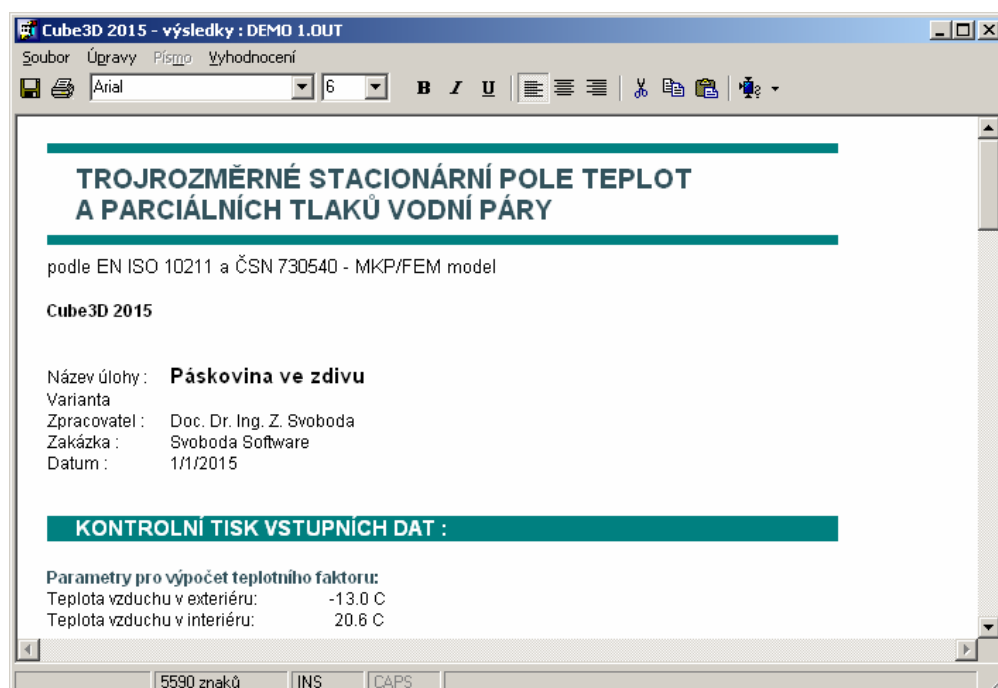 Cube3D 2015 - výsledky : DEMO 1.OUT
Soubor Úpravy Písmo Vyhodnocení
Arial 6 B I U
TROJROZMĚRNÉ STACIONÁRNÍ POLE TEPLOT
A PARCIÁLNÍCH TLAKŮ VODNÍ PÁRY
podle EN ISO 10211 a ČSN 730540 - MKP/FEM model
Cube3D 2015
Název úlohy : Páskovina ve zdivu
Varianta
Zpracovatel : Doc. Dr. Ing. Z. Svoboda
Zakázka : Svoboda Software
Datum : 1/1/2015
KONTROLNÍ TISK VSTUPNÍCH DAT :
Parametry pro výpočet teplotního faktoru:
Teplota vzduchu v exteriéru: -13.0 C
Teplota vzduchu v interiéru: 20.6 C
5590 znaků INS CAPS